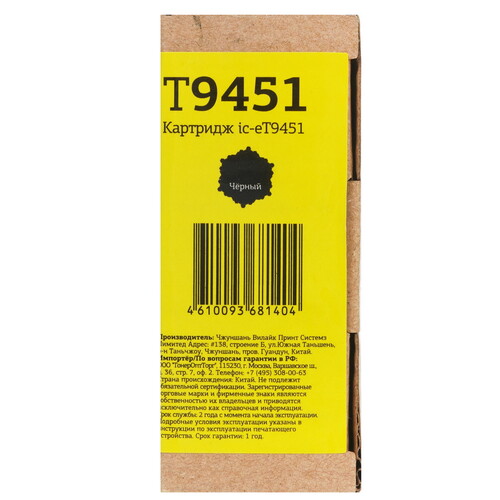 T9451
Картридж ic-eT9451
Чёрный
4 610093 681404
Производитель: Чжуншань Вилайк Принт Системз
Лимитед Адрес: #138, строение Б, ул.Южная Таньшень,
р-н Таньчжоу, Чжуншань, пров. Гуандун, Китай.
Импортёр/По вопросам гарантии в РФ:
ООО "ТонерОптТорг", 115230, г. Москва, Варшавское ш.,
д. 36, стр. 7, оф. 2. Телефон: +7 (495) 308-00-63
Страна происхождения: Китай. Не подлежит
обязательной сертификации. Зарегистрированные
торговые марки и фирменные знаки являются
собственностью их владельцев и приводятся
исключительно как справочная информация.
Срок службы: 2 года с момента начала эксплуатации.
Подробные условия эксплуатации указаны в
инструкции по эксплуатации печатающего
устройства. Срок гарантии: 1 год.